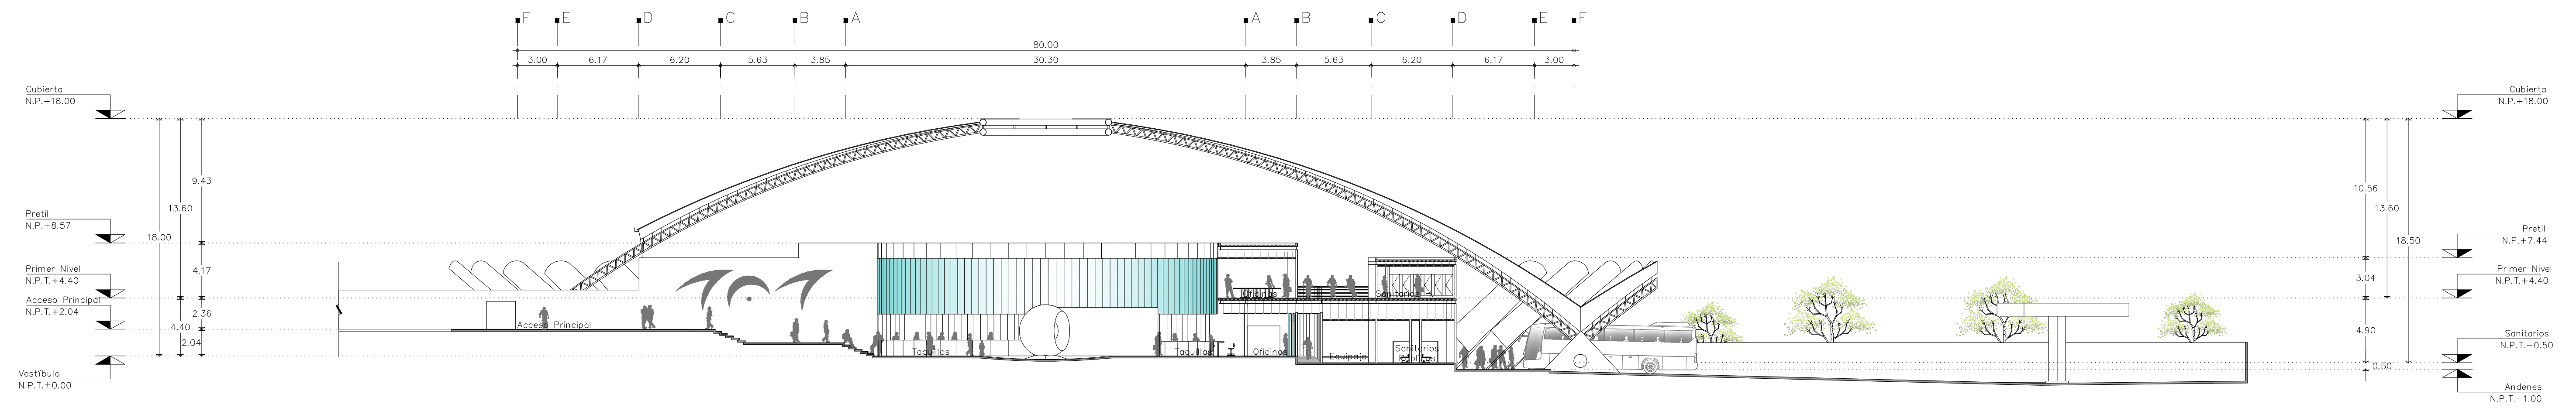 F E D C B A A B C D E F
80.00
3.00 6.17 6.20 5.63 3.85 30.30 3.85 5.63 6.20 6.17 3.00
Cubierta
N.P.+18.00
Pretil
N.P.+8.57
Primer Nivel
N.P.T.+4.40
Acceso Principal
N.P.T.+2.04
Vestíbulo
N.P.T.±0.00
9.43
13.60
18.00
4.17
2.36
4.40
2.04
Acceso Principal
Taquillas
Taquillas
Oficinas
Oficinas
Equipaje
Sanitarios
Sanitarios
Públicos
10.56
13.60
18.50
3.04
4.90
0.50
Cubierta
N.P.+18.00
Pretil
N.P.+7.44
Primer Nivel
N.P.T.+4.40
Sanitarios
N.P.T.-0.50
Andenes
N.P.T.-1.00